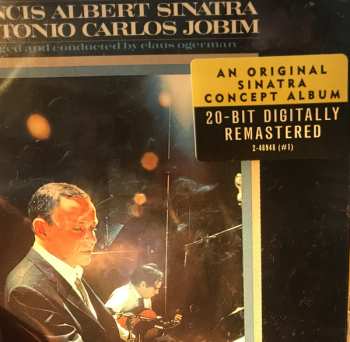 NCIS ALBERT SINATRA
TONIO CARLOS JOBIM
ged and conducted by claus ogerman
AN ORIGINAL
SINATRA
CONCEPT ALBUM
20-BIT DIGITALLY
REMASTERED
2-46948 (#1)